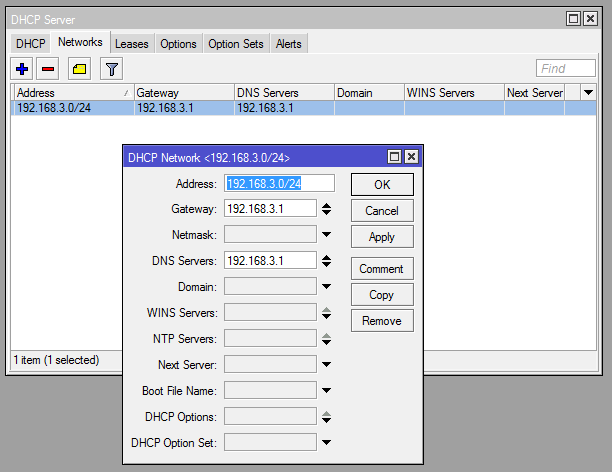 DHCP Server
DHCP Networks Leases Options Option Sets Alerts
Find
Address Gateway DNS Servers Domain WINS Servers Next Server
192.168.3.0/24 192.168.3.1 192.168.3.1
DHCP Network <192.168.3.0/24>
Address: 192.168.3.0/24 OK
Gateway: 192.168.3.1 Cancel
Netmask: Apply
DNS Servers: 192.168.3.1 Comment
Domain: Copy
WINS Servers: Remove
NTP Servers:
Next Server:
Boot File Name:
DHCP Options:
DHCP Option Set:
1 item (1 selected)